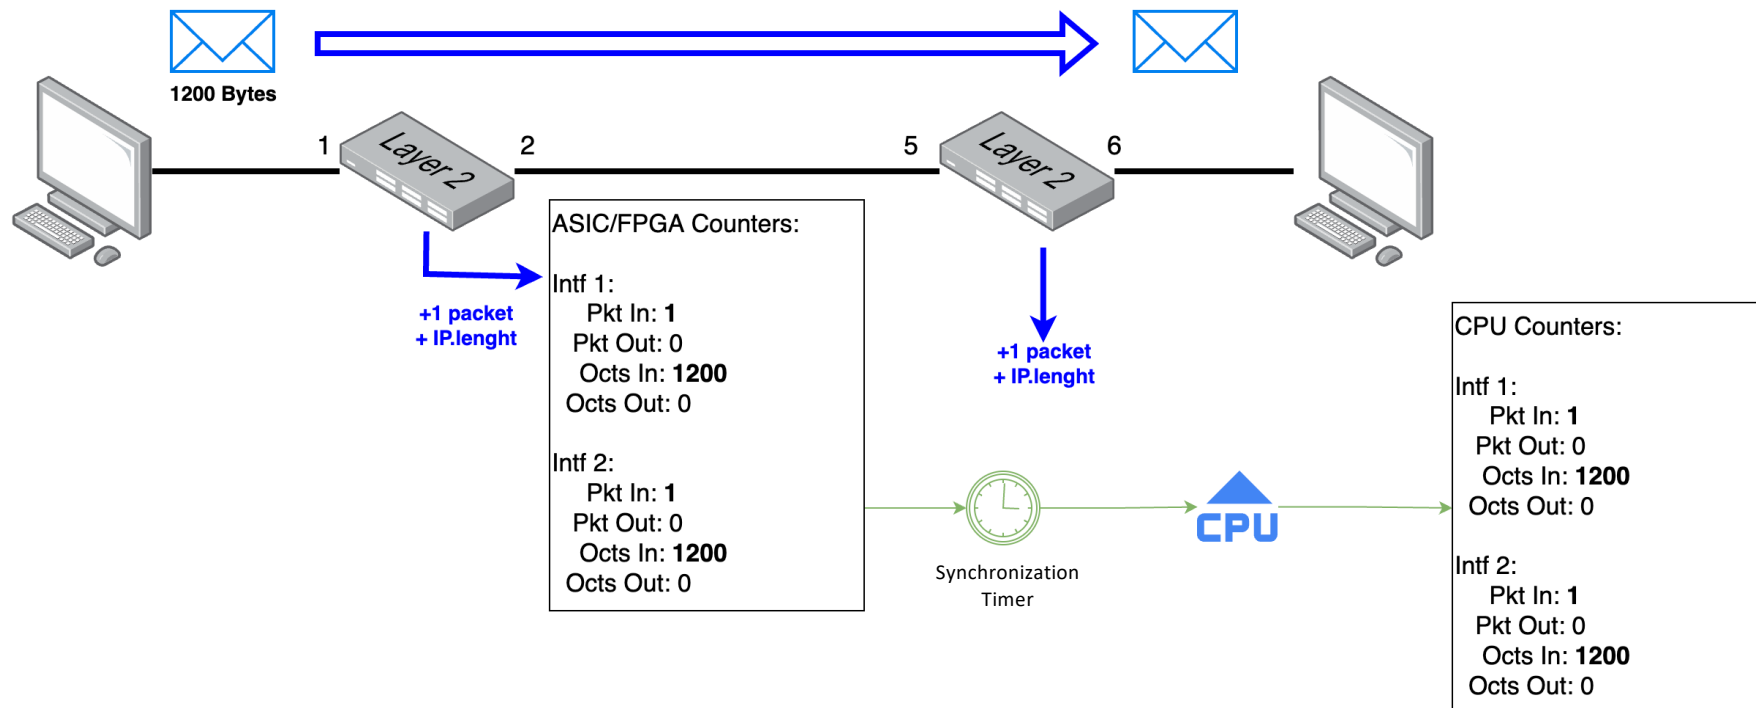 1200 Bytes
1
Layer 2
2
5
Layer 2
6
+1 packet
+ IP.lenght
ASIC/FPGA Counters:
Intf 1:
Pkt In: 1
Pkt Out: 0
Octs In: 1200
Octs Out: 0
Intf 2:
Pkt In: 1
Pkt Out: 0
Octs In: 1200
Octs Out: 0
+1 packet
+ IP.lenght
Synchronization
Timer
CPU
CPU Counters:
Intf 1:
Pkt In: 1
Pkt Out: 0
Octs In: 1200
Octs Out: 0
Intf 2:
Pkt In: 1
Pkt Out: 0
Octs In: 1200
Octs Out: 0